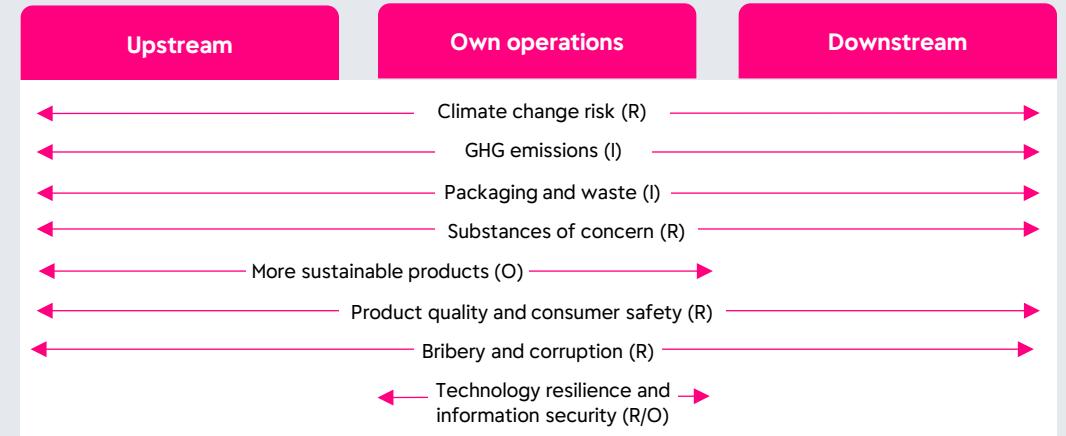 Upstream
Own operations
Downstream
Climate change risk (R)
GHG emissions (I)
Packaging and waste (I)
Substances of concern (R)
More sustainable products (O)
Product quality and consumer safety (R)
Bribery and corruption (R)
Technology resilience and
information security (R/O)